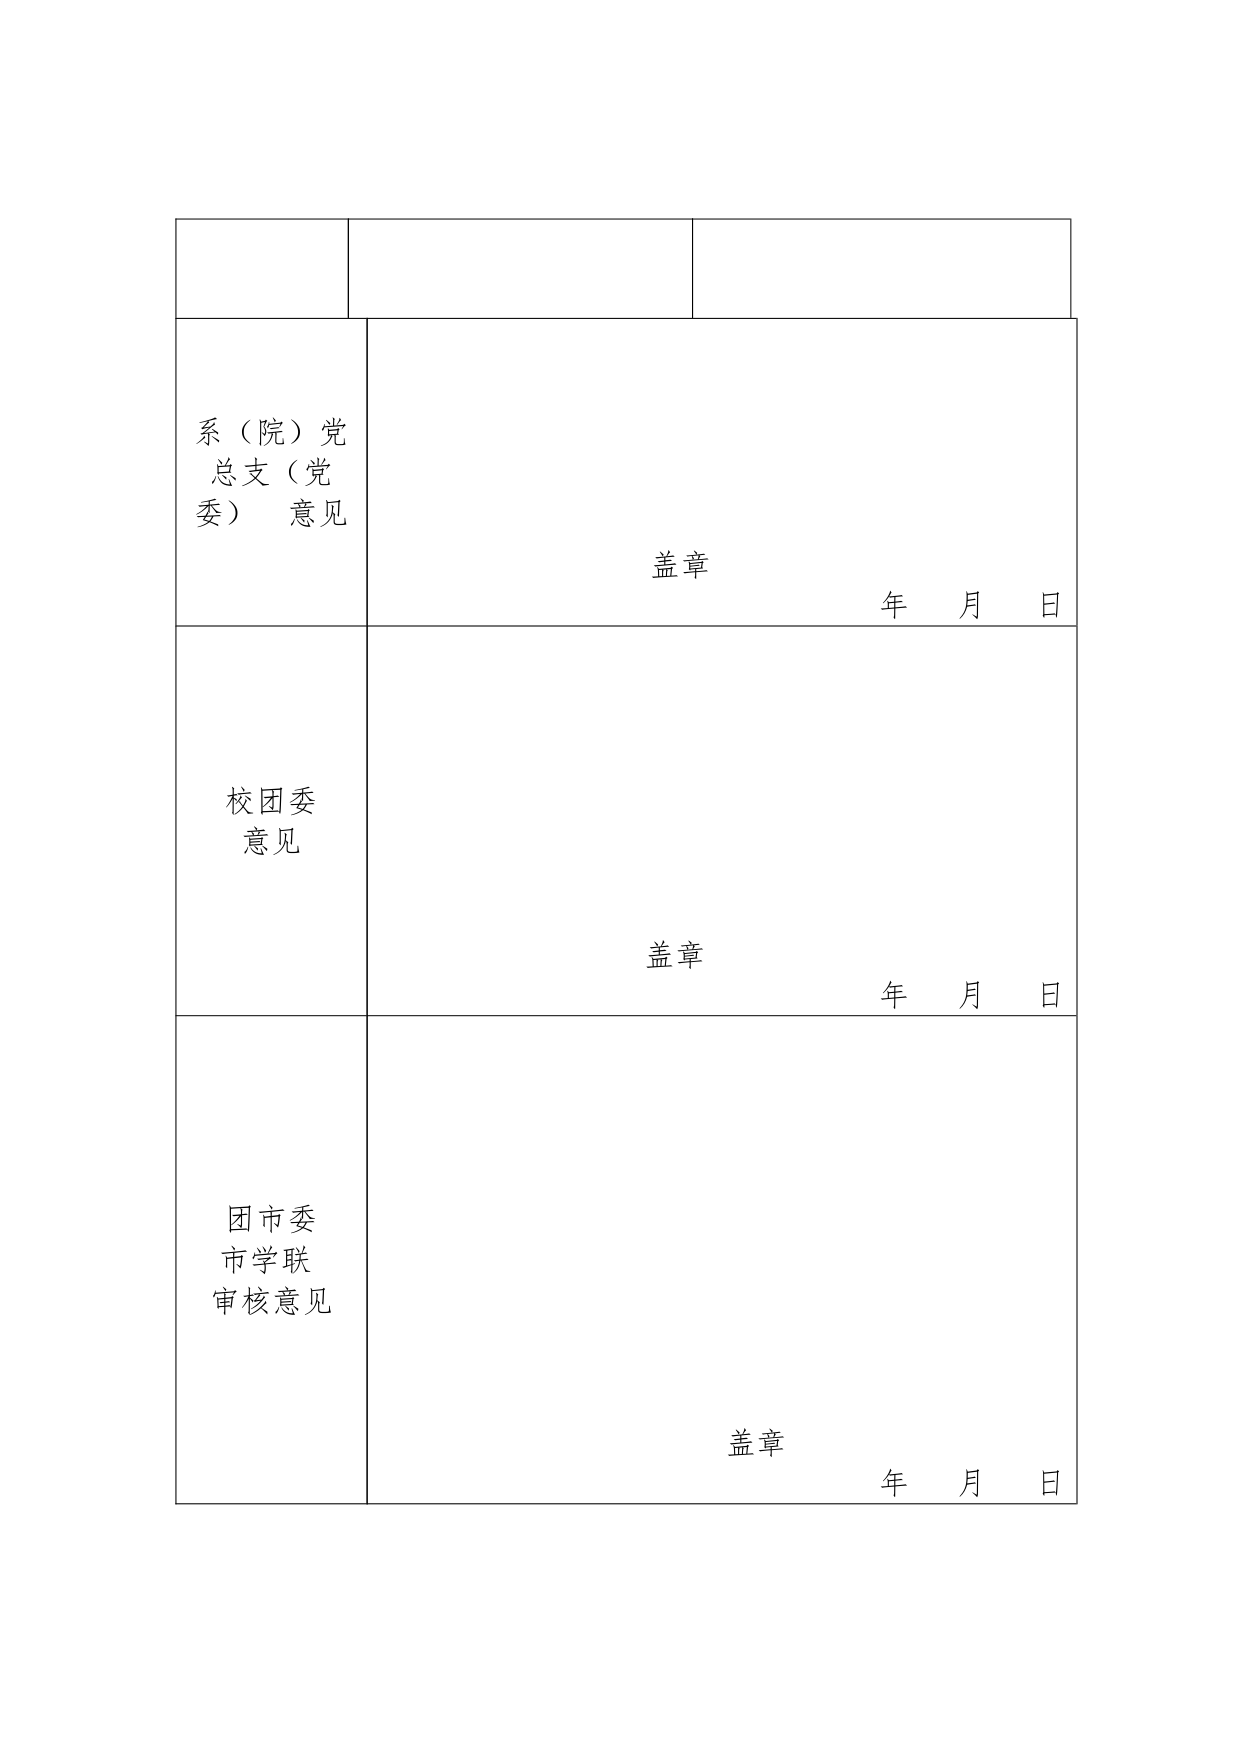 系（院）党
总支（党
委）　意见
盖章
年　月　日
校团委
意见
盖章
年　月　日
团市委
市学联
审核意见
盖章
年　月　日